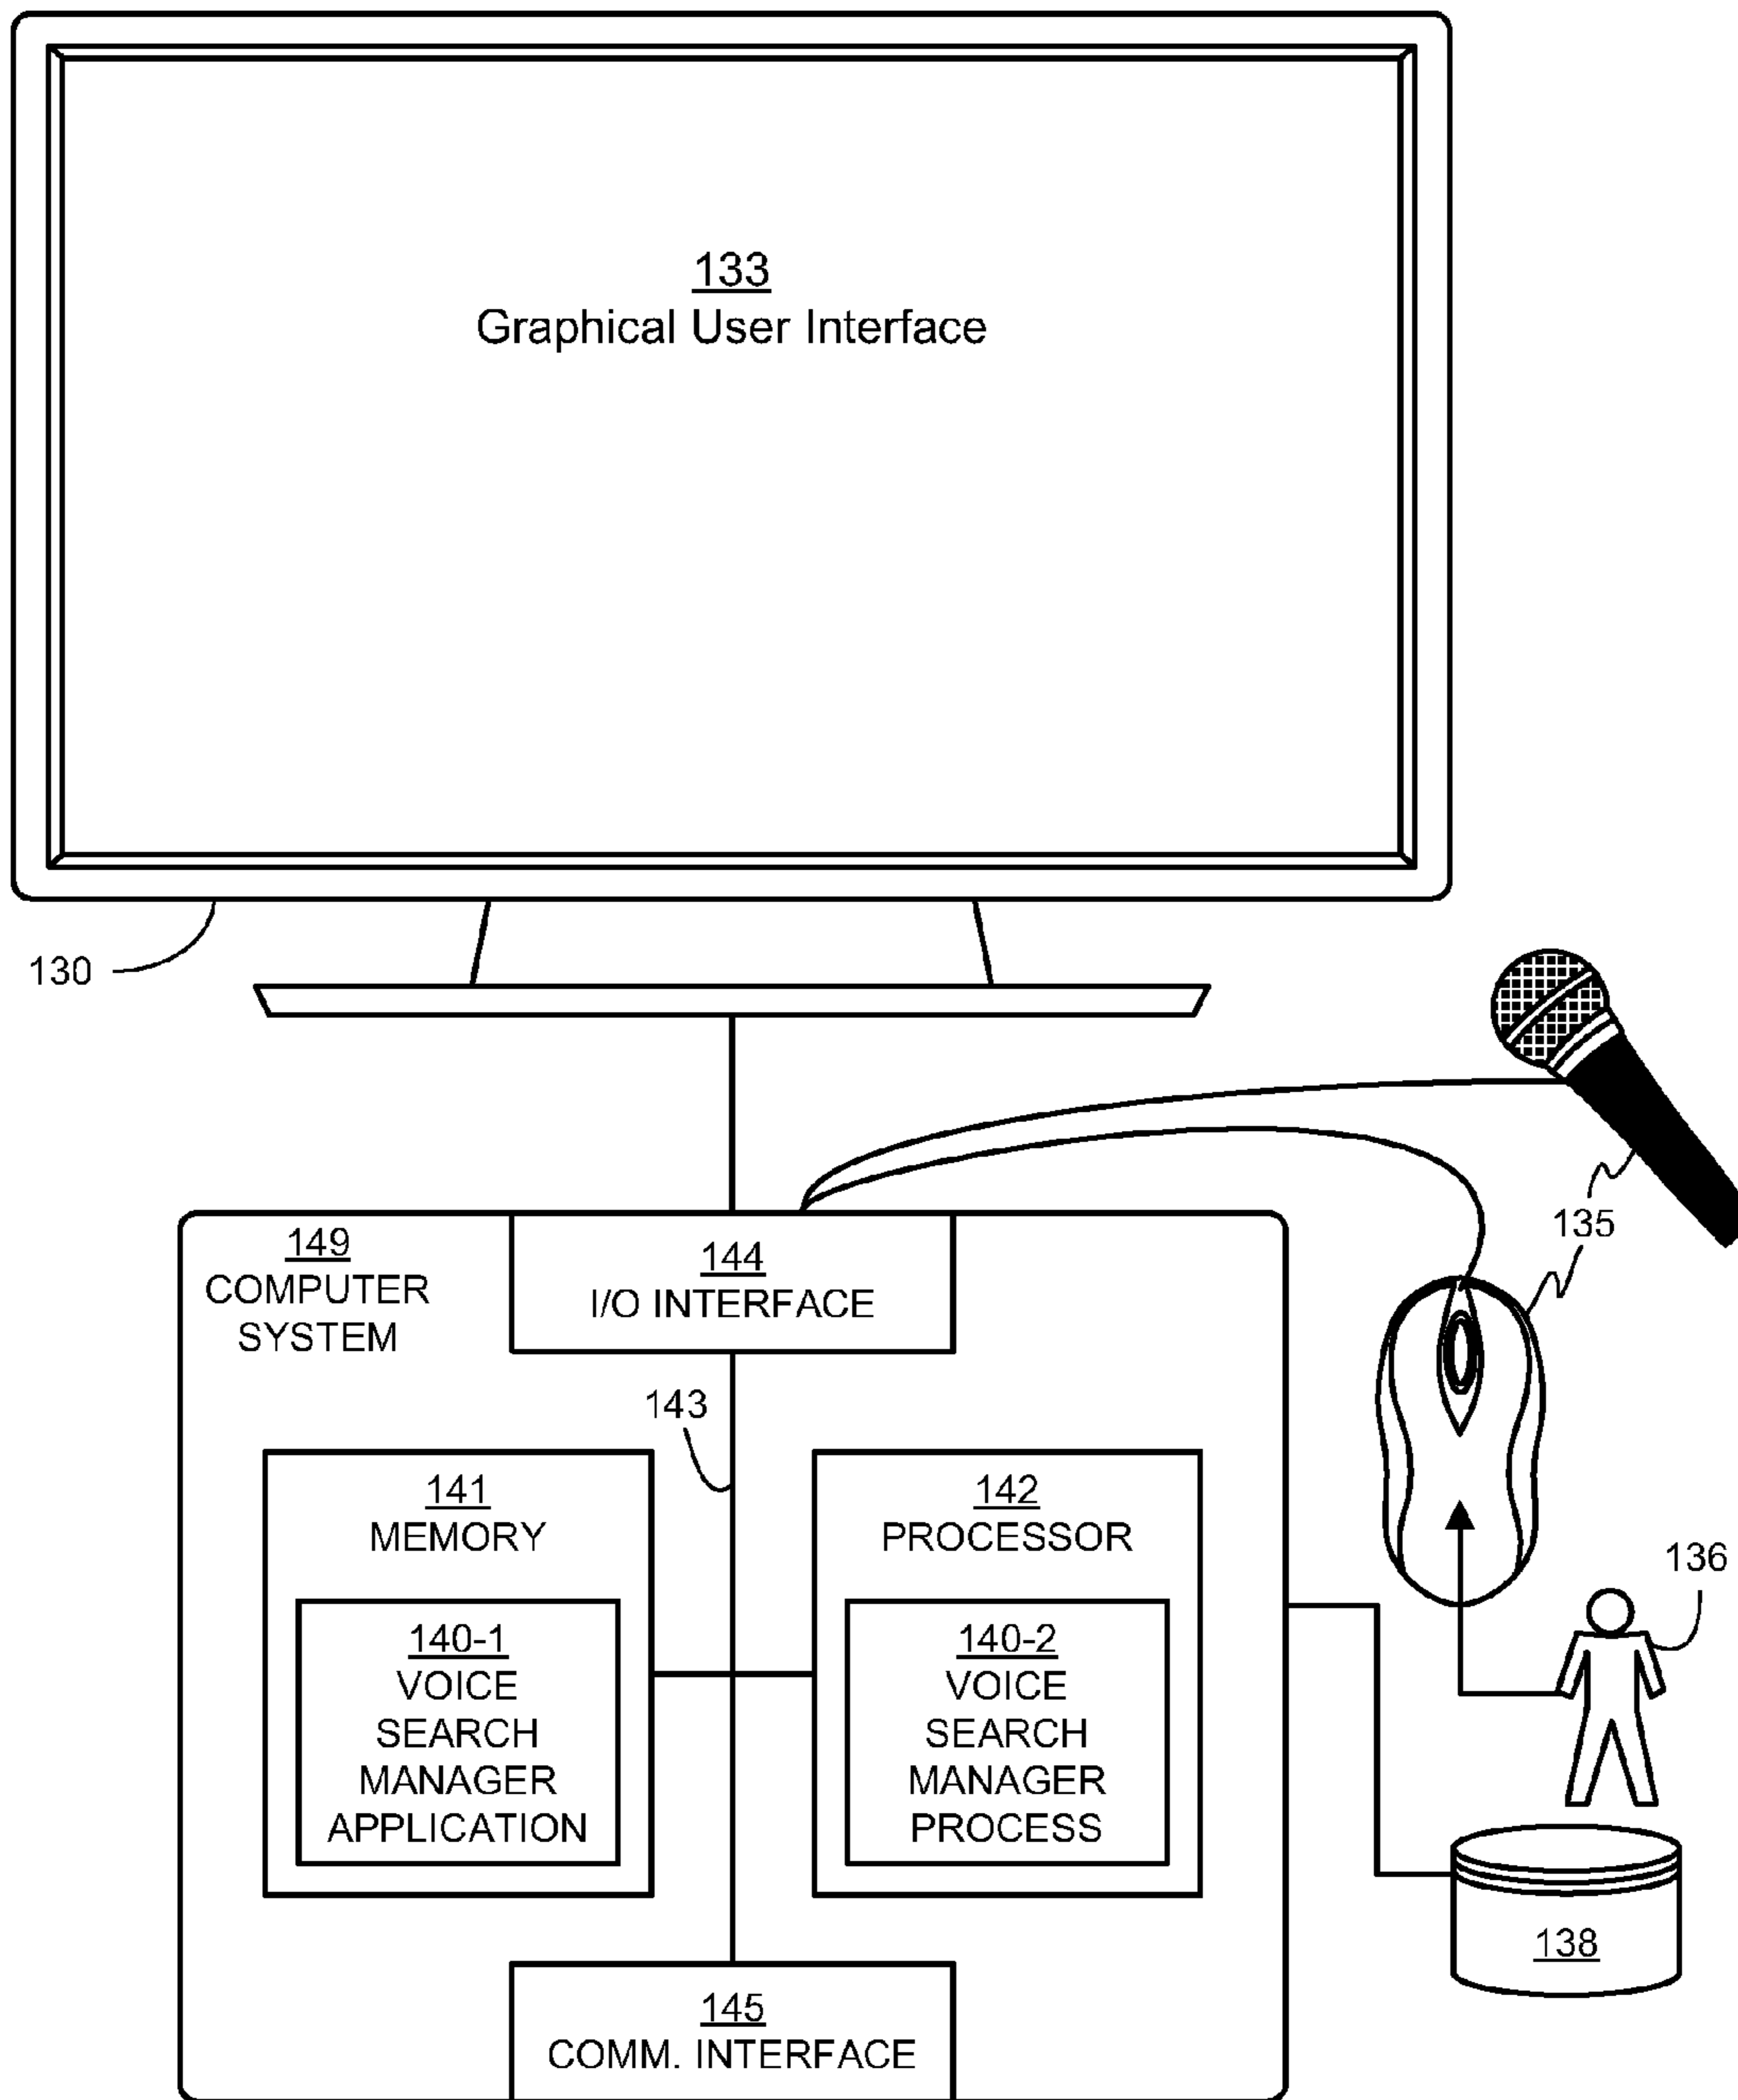 133
Graphical User Interface
130
135
149
COMPUTER
SYSTEM
144
I/O INTERFACE
143
141
MEMORY
142
PROCESSOR
136
140-1
VOICE
SEARCH
MANAGER
APPLICATION
140-2
VOICE
SEARCH
MANAGER
PROCESS
138
145
COMM. INTERFACE